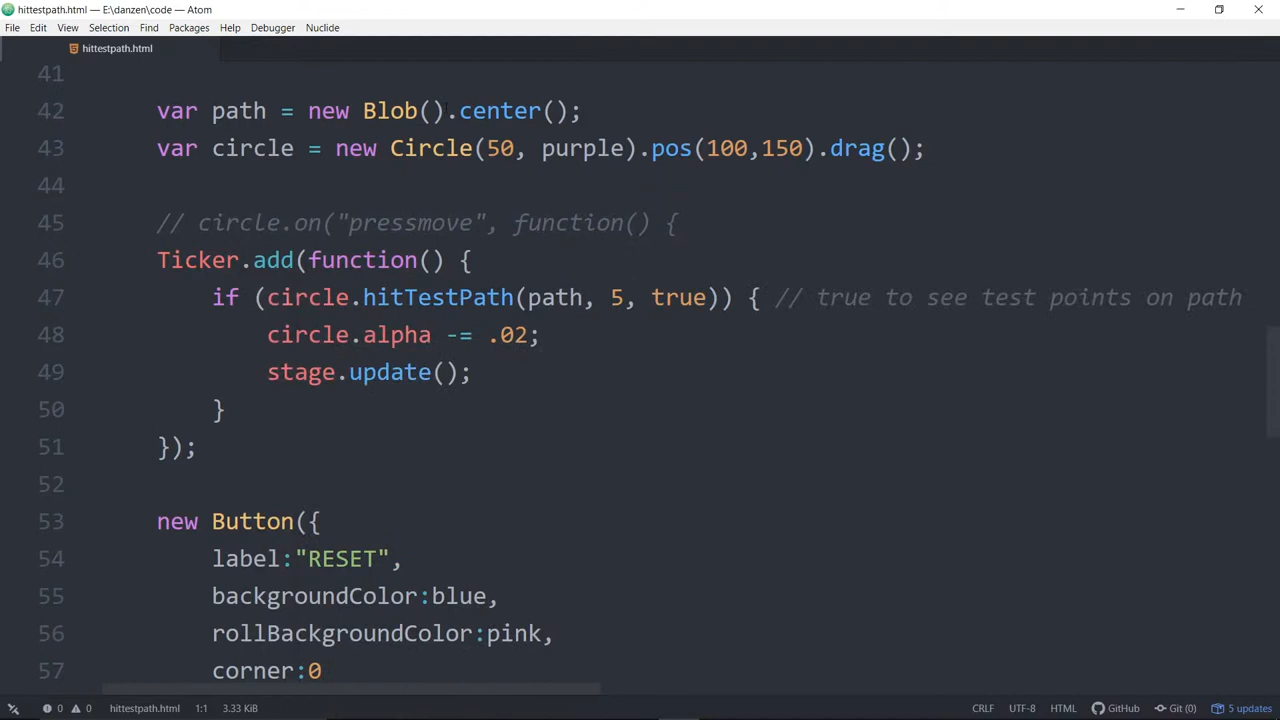 hittestpath.html — E:\danzen\code — Atom
File Edit View Selection Find Packages Help Debugger Nuclide
hittestpath.html
41
42 var path = new Blob().center();
43 var circle = new Circle(50, purple).pos(100,150).drag();
44
45 // circle.on("pressmove", function() {
46 Ticker.add(function() {
47 if (circle.hitTestPath(path, 5, true)) { // true to see test points on path
48 circle.alpha -= .02;
49 stage.update();
50 }
51 });
52
53 new Button({
54 label:"RESET",
55 backgroundColor:blue,
56 rollBackgroundColor:pink,
57 corner:0
0 0 hittestpath.html 1:1 3.33 KiB CRLF UTF-8 HTML GitHub Git (0) 5 updates